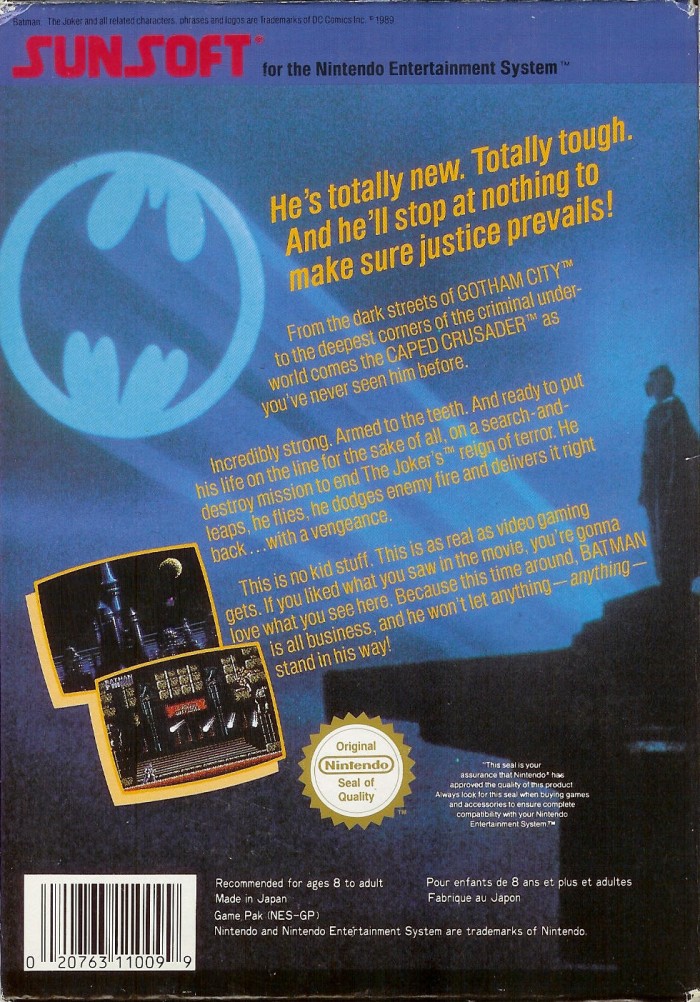 Batman, The Joker and all related characters, phrases and logos are Trademarks of DC Comics Inc. © 1989
SUNSOFT
for the Nintendo Entertainment System™
He's totally new. Totally tough.
And he'll stop at nothing to
make sure justice prevails!
From the dark streets of GOTHAM CITY™
to the deepest corners of the criminal under-
world comes the CAPED CRUSADER™ as
you've never seen him before.
Incredibly strong. Armed to the teeth. And ready to put
his life on the line for the sake of all, on a search-and-
destroy mission to end The Joker's™ reign of terror. He
leaps, he flies, he dodges enemy fire and delivers it right
back . . . with a vengeance.
This is no kid stuff. This is as real as video gaming
gets. If you liked what you saw in the movie, you're gonna
love what you see here. Because this time around, BATMAN
is all business, and he won't let anything — anything —
stand in his way!
BATMAN
Original
Nintendo
Seal of
Quality
TM
"This seal is your
assurance that Nintendo® has
approved the quality of this product.
Always look for this seal when buying games
and accessories to ensure complete
compatibility with your Nintendo
Entertainment System."™
Recommended for ages 8 to adult
Made in Japan
Game Pak (NES-GP)
Nintendo and Nintendo Entertainment System are trademarks of Nintendo.
Pour enfants de 8 ans et plus et adultes
Fabrique au Japon
0 20763 11009 9